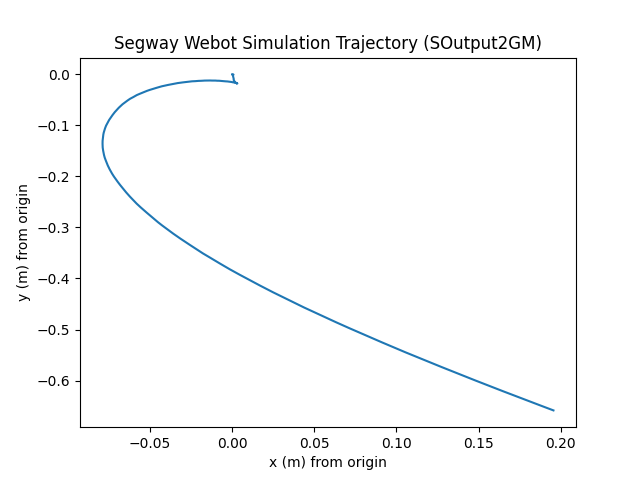 Segway Webot Simulation Trajectory (SOutput2GM)
0.0
−0.1
−0.2
−0.3
−0.4
−0.5
−0.6
y (m) from origin
−0.05 0.00 0.05 0.10 0.15 0.20
x (m) from origin